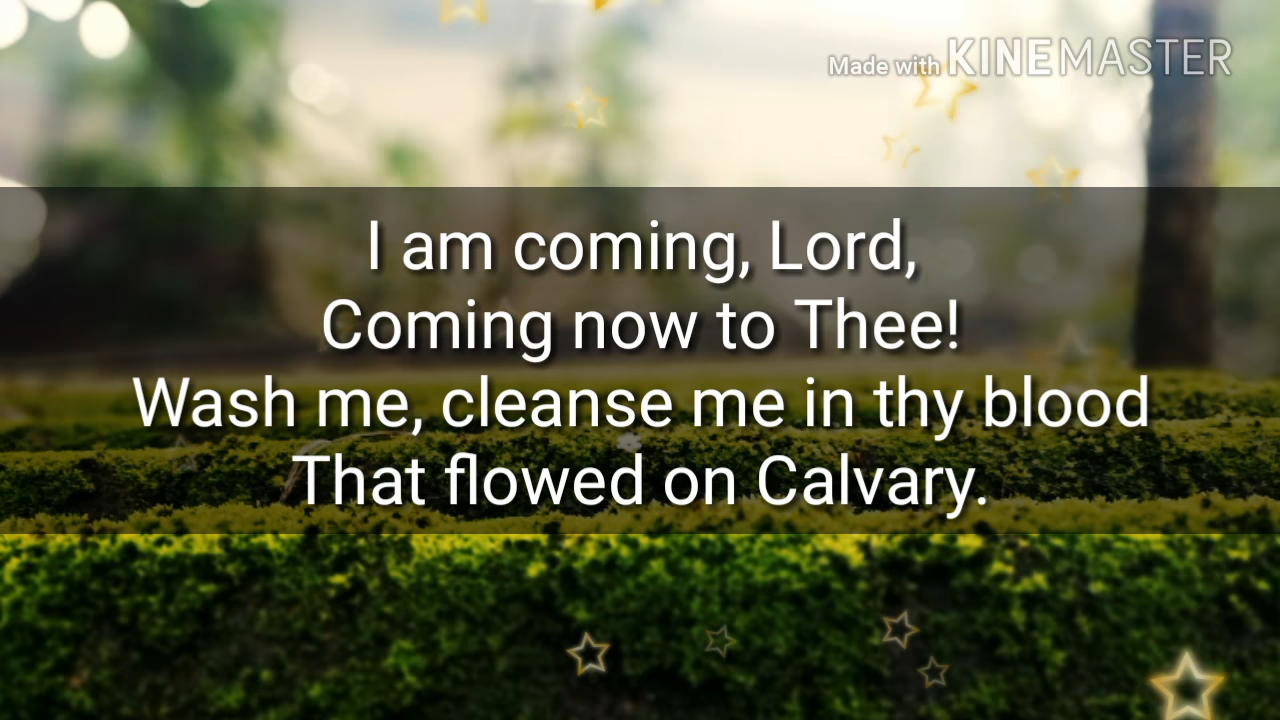 Made with KINEMASTER
I am coming, Lord,
Coming now to Thee!
Wash me, cleanse me in thy blood
That flowed on Calvary.